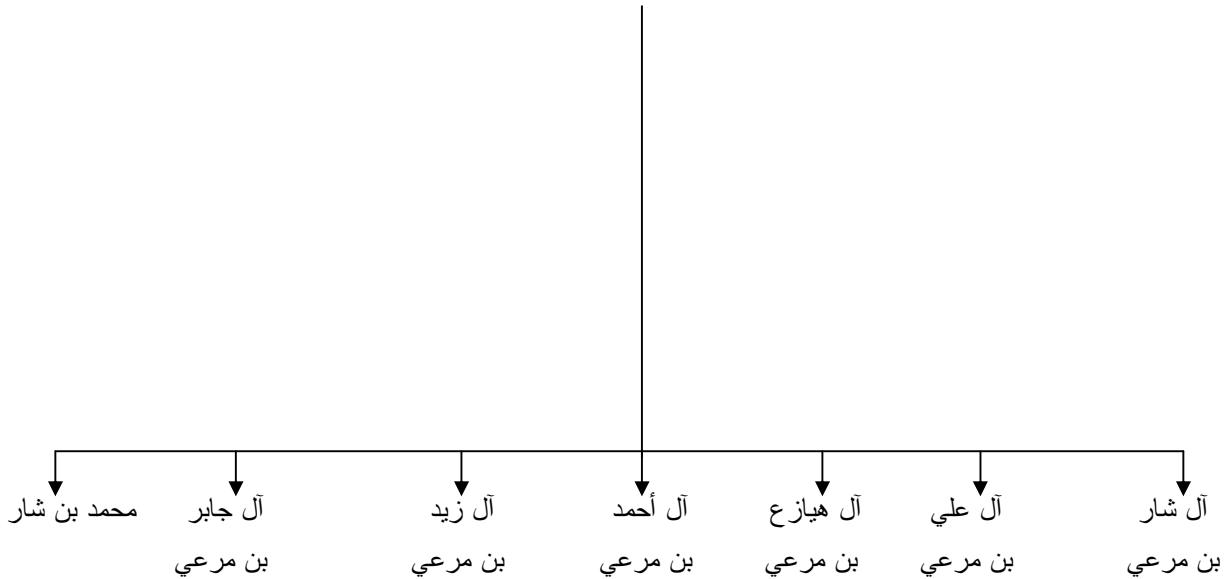 آل شار
بن مرعي
آل علي
بن مرعي
آل هيازع
بن مرعي
آل أحمد
بن مرعي
آل زيد
بن مرعي
آل جابر
بن مرعي
محمد بن شار